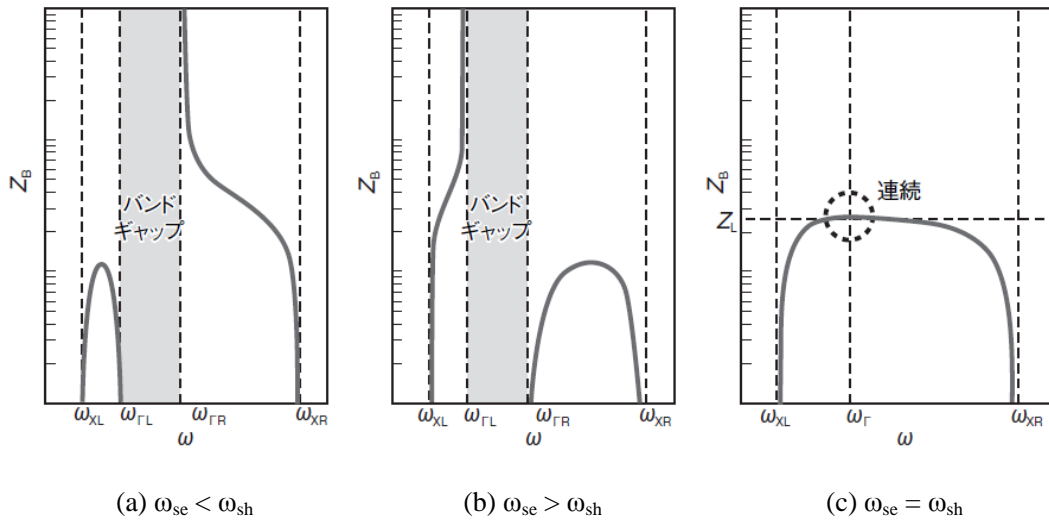 Z_B
バンド
ギャップ
ω_XL ω_ΓL ω_ΓR ω_XR
ω
(a) ω_se < ω_sh
Z_B
バンド
ギャップ
ω_XL ω_ΓL ω_ΓR ω_XR
ω
(b) ω_se > ω_sh
Z_B
Z_L
連続
ω_XL ω_Γ ω_XR
ω
(c) ω_se = ω_sh